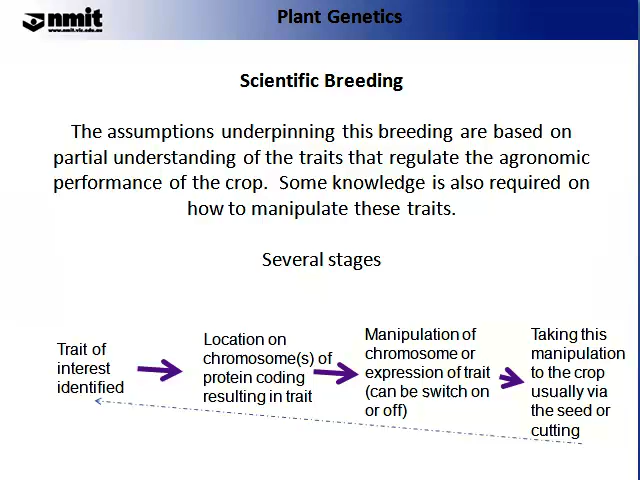 nmit
www.nmit.vic.edu.au
Plant Genetics
Scientific Breeding
The assumptions underpinning this breeding are based on
partial understanding of the traits that regulate the agronomic
performance of the crop.  Some knowledge is also required on
how to manipulate these traits.
Several stages
Trait of
interest
identified
Location on
chromosome(s) of
protein coding
resulting in trait
Manipulation of
chromosome or
expression of trait
(can be switch on
or off)
Taking this
manipulation
to the crop
usually via
the seed or
cutting